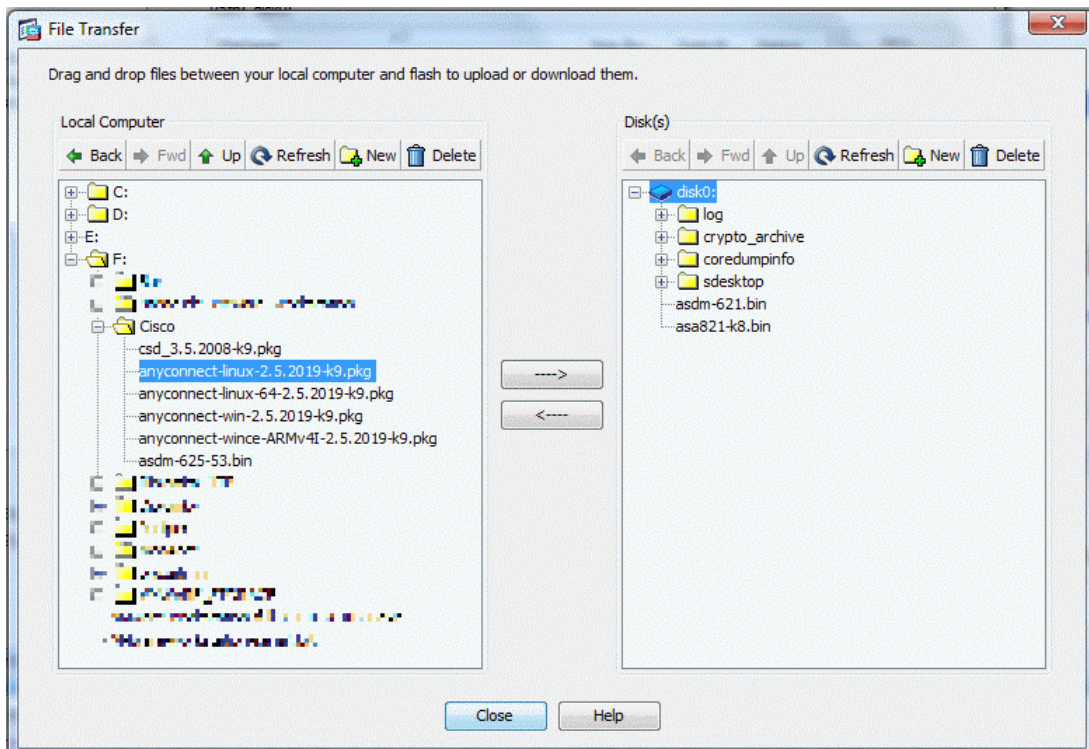 File Transfer
Drag and drop files between your local computer and flash to upload or download them.
Local Computer
Back Fwd Up Refresh New Delete
C:
D:
E:
F:
Cisco
csd_3.5.2008-k9.pkg
anyconnect-linux-2.5.2019-k9.pkg
anyconnect-linux-64-2.5.2019-k9.pkg
anyconnect-win-2.5.2019-k9.pkg
anyconnect-wince-ARMv4I-2.5.2019-k9.pkg
asdm-625-53.bin
---->
<----
Disk(s)
Back Fwd Up Refresh New Delete
disk0:
log
crypto_archive
coredumpinfo
sdesktop
asdm-621.bin
asa821-k8.bin
Close Help